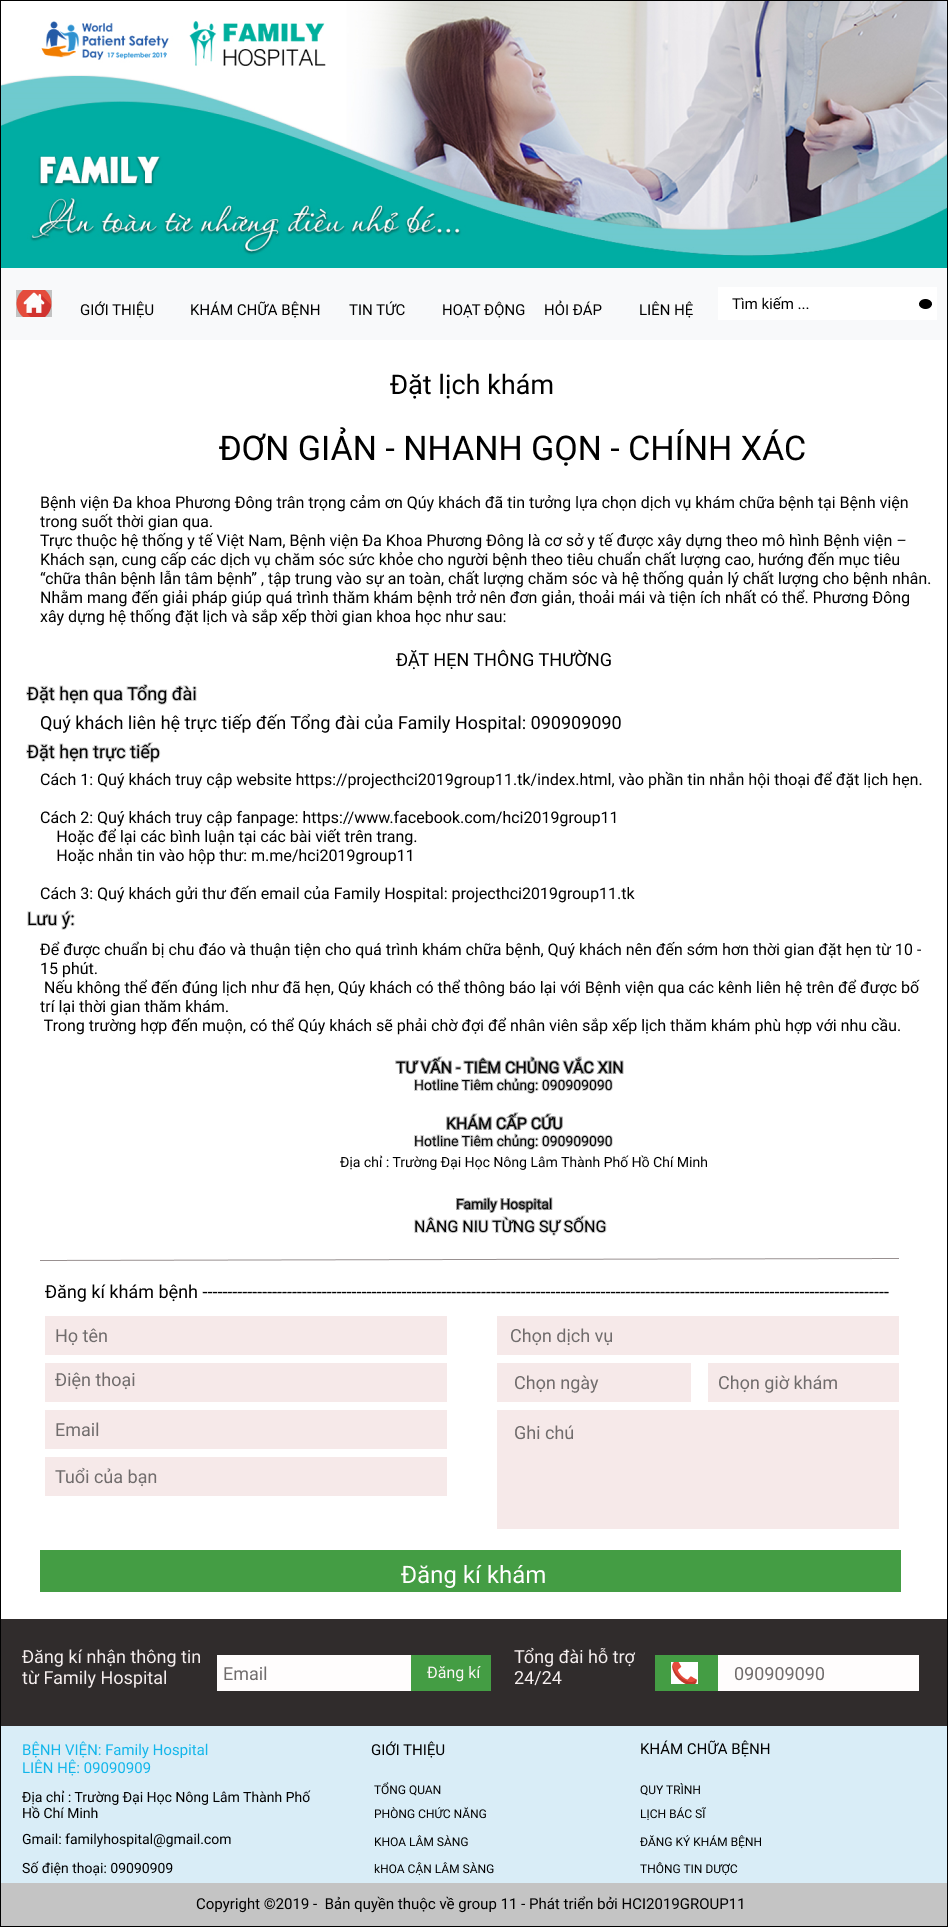 World
Patient Safety
Day 17 September 2019
FAMILY
HOSPITAL
FAMILY
An toàn từ những điều nhỏ bé...
GIỚI THIỆU KHÁM CHỮA BỆNH TIN TỨC HOẠT ĐỘNG HỎI ĐÁP LIÊN HỆ Tìm kiếm ...
Đặt lịch khám
ĐƠN GIẢN - NHANH GỌN - CHÍNH XÁC
Bệnh viện Đa khoa Phương Đông trân trọng cảm ơn Qúy khách đã tin tưởng lựa chọn dịch vụ khám chữa bệnh tại Bệnh viện
trong suốt thời gian qua.
Trực thuộc hệ thống y tế Việt Nam, Bệnh viện Đa Khoa Phương Đông là cơ sở y tế được xây dựng theo mô hình Bệnh viện –
Khách sạn, cung cấp các dịch vụ chăm sóc sức khỏe cho người bệnh theo tiêu chuẩn chất lượng cao, hướng đến mục tiêu
“chữa thân bệnh lẫn tâm bệnh” , tập trung vào sự an toàn, chất lượng chăm sóc và hệ thống quản lý chất lượng cho bệnh nhân.
Nhằm mang đến giải pháp giúp quá trình thăm khám bệnh trở nên đơn giản, thoải mái và tiện ích nhất có thể. Phương Đông
xây dựng hệ thống đặt lịch và sắp xếp thời gian khoa học như sau:
ĐẶT HẸN THÔNG THƯỜNG
Đặt hẹn qua Tổng đài
Quý khách liên hệ trực tiếp đến Tổng đài của Family Hospital: 090909090
Đặt hẹn trực tiếp
Cách 1: Quý khách truy cập website https://projecthci2019group11.tk/index.html, vào phần tin nhắn hội thoại để đặt lịch hẹn.
Cách 2: Quý khách truy cập fanpage: https://www.facebook.com/hci2019group11
Hoặc để lại các bình luận tại các bài viết trên trang.
Hoặc nhắn tin vào hộp thư: m.me/hci2019group11
Cách 3: Quý khách gửi thư đến email của Family Hospital: projecthci2019group11.tk
Lưu ý:
Để được chuẩn bị chu đáo và thuận tiện cho quá trình khám chữa bệnh, Quý khách nên đến sớm hơn thời gian đặt hẹn từ 10 -
15 phút.
Nếu không thể đến đúng lịch như đã hẹn, Qúy khách có thể thông báo lại với Bệnh viện qua các kênh liên hệ trên để được bố
trí lại thời gian thăm khám.
Trong trường hợp đến muộn, có thể Qúy khách sẽ phải chờ đợi để nhân viên sắp xếp lịch thăm khám phù hợp với nhu cầu.
TƯ VẤN - TIÊM CHỦNG VẮC XIN
Hotline Tiêm chủng: 090909090
KHÁM CẤP CỨU
Hotline Tiêm chủng: 090909090
Địa chỉ : Trường Đại Học Nông Lâm Thành Phố Hồ Chí Minh
Family Hospital
NÂNG NIU TỪNG SỰ SỐNG
Đăng kí khám bệnh ------------------------------------------------------------------------------------------------------------------------------------------
Họ tên Chọn dịch vụ
Điện thoại Chọn ngày Chọn giờ khám
Email Ghi chú
Tuổi của bạn
Đăng kí khám
Đăng kí nhận thông tin
từ Family Hospital
Email Đăng kí
Tổng đài hỗ trợ
24/24
090909090
BỆNH VIỆN: Family Hospital
LIÊN HỆ: 09090909
Địa chỉ : Trường Đại Học Nông Lâm Thành Phố
Hồ Chí Minh
Gmail: familyhospital@gmail.com
Số điện thoại: 09090909
GIỚI THIỆU
TỔNG QUAN
PHÒNG CHỨC NĂNG
KHOA LÂM SÀNG
kHOA CẬN LÂM SÀNG
KHÁM CHỮA BỆNH
QUY TRÌNH
LỊCH BÁC SĨ
ĐĂNG KÝ KHÁM BỆNH
THÔNG TIN DƯỢC
Copyright ©2019 - Bản quyền thuộc về group 11 - Phát triển bởi HCI2019GROUP11